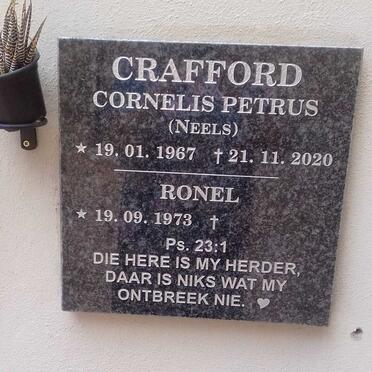 CRAFFORD
CORNELIS PETRUS
(NEELS)
★ 19. 01. 1967 † 21. 11. 2020
RONEL
★ 19. 09. 1973 †
Ps. 23:1
DIE HERE IS MY HERDER,
DAAR IS NIKS WAT MY
ONTBREEK NIE. ♥